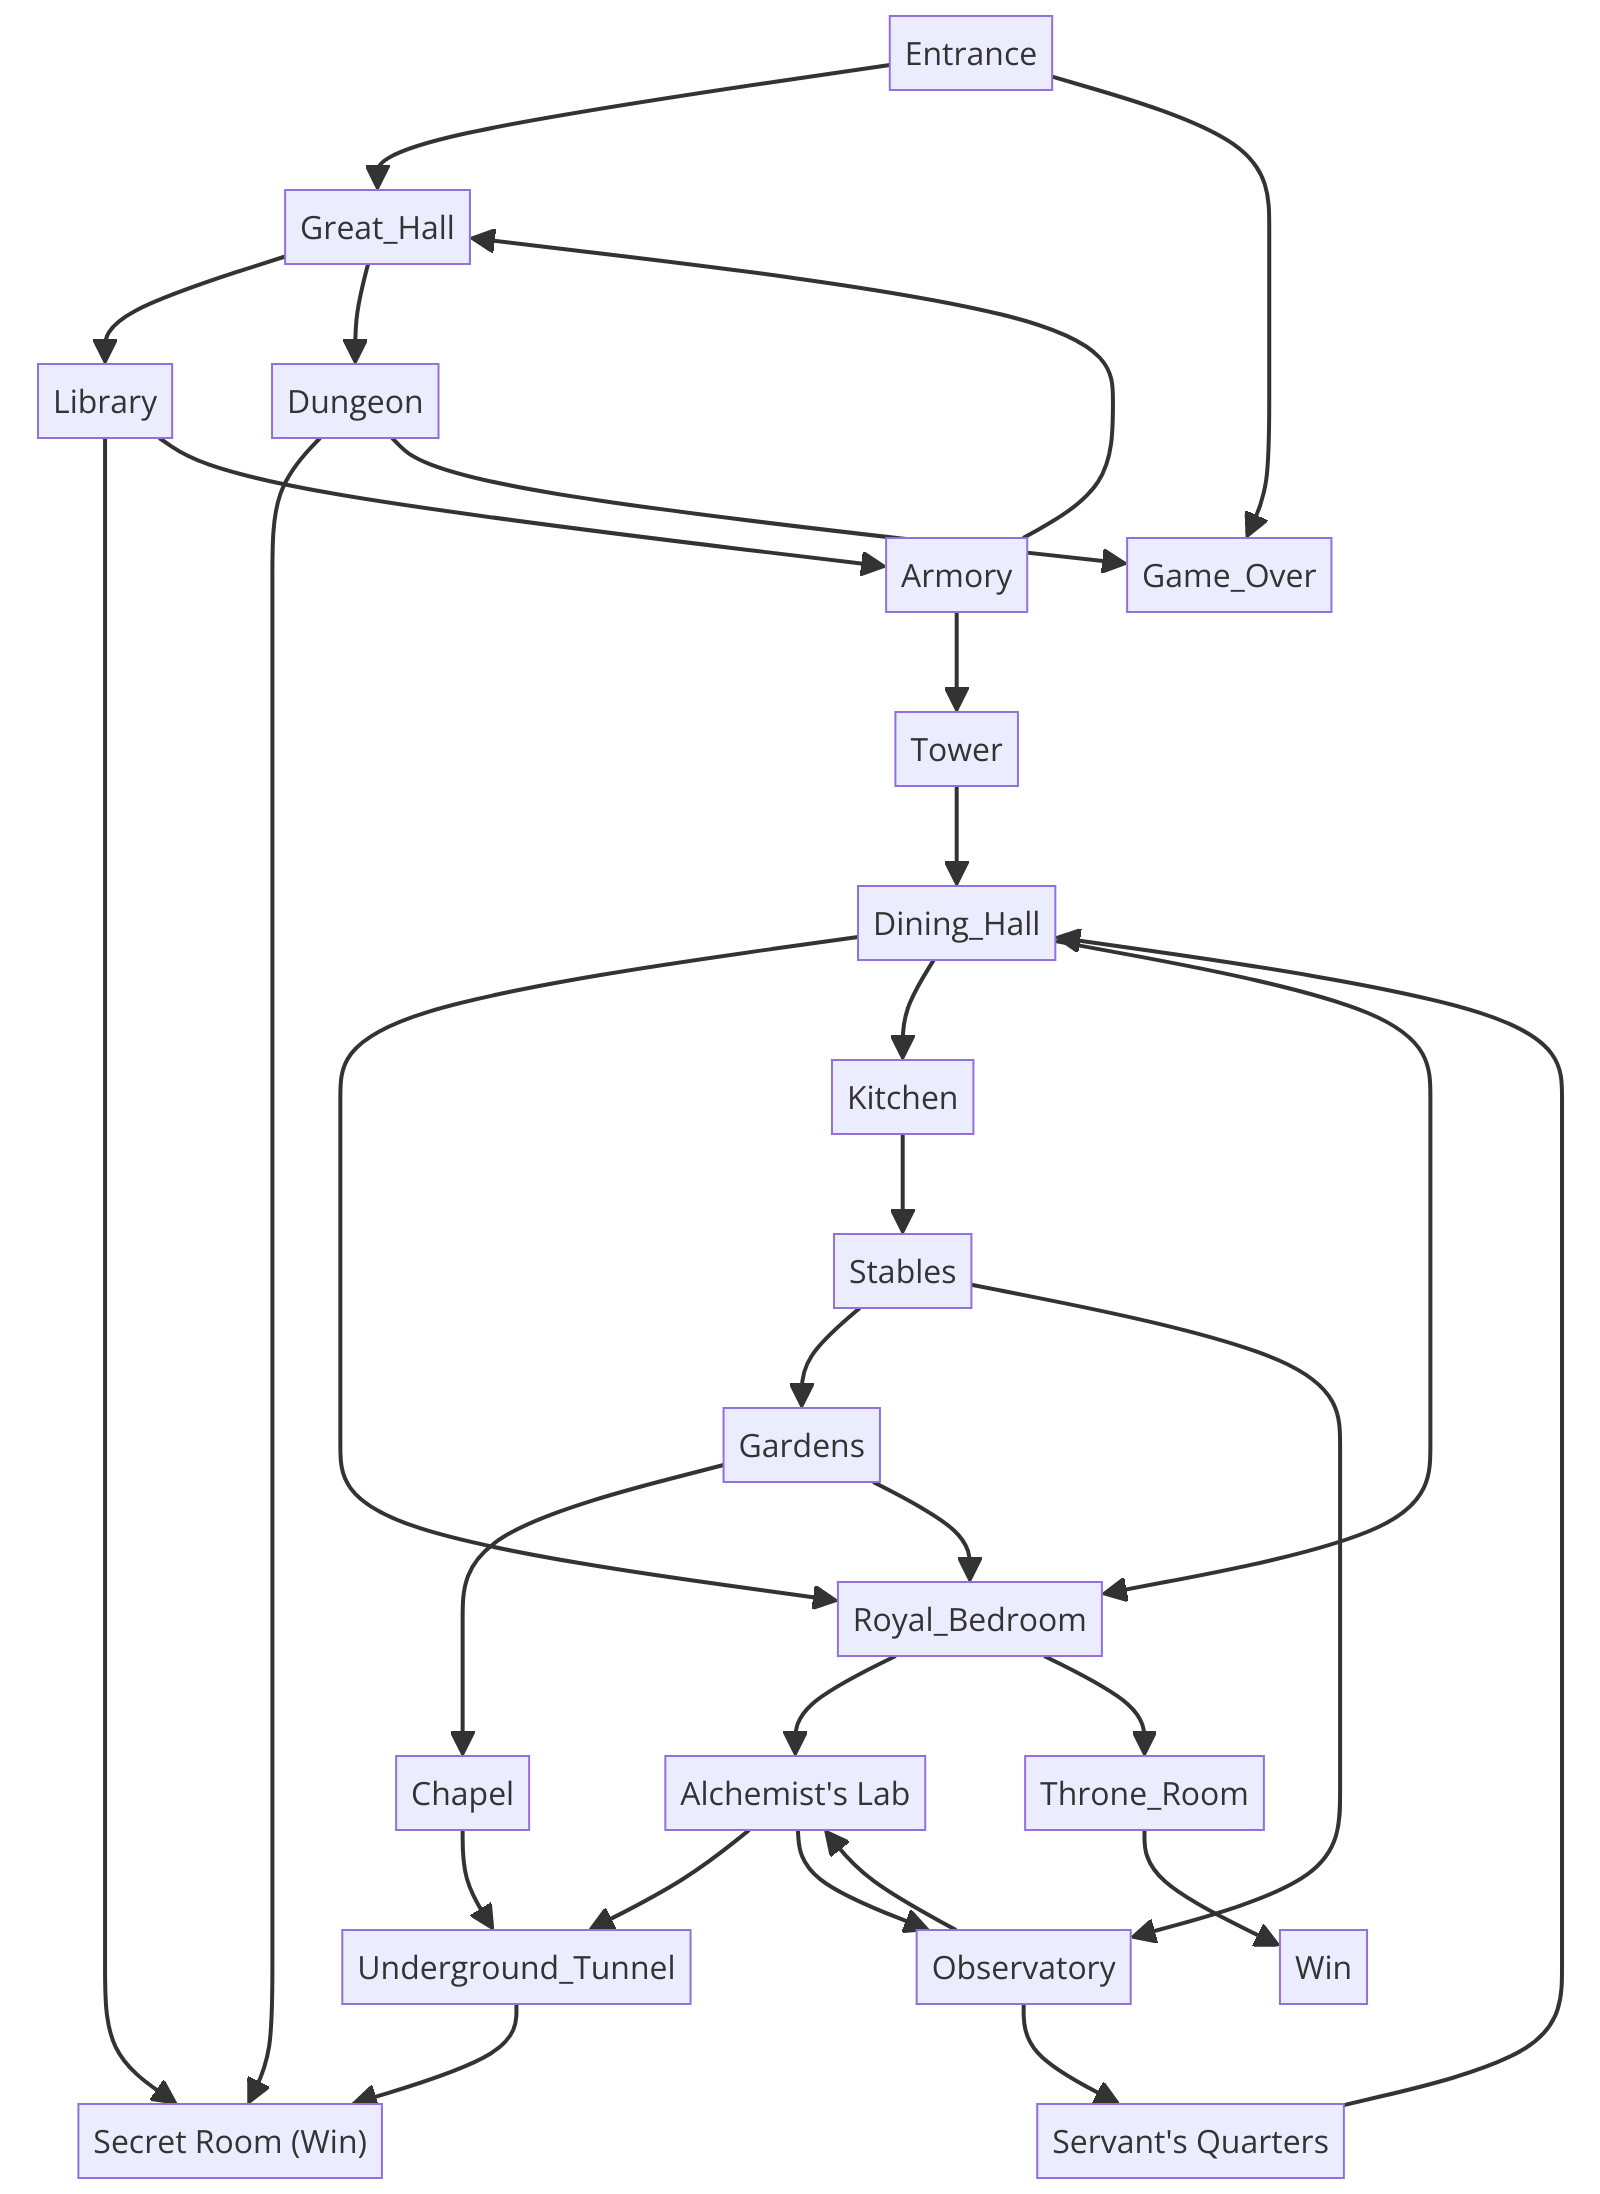 Entrance
Great_Hall
Library
Dungeon
Armory
Game_Over
Tower
Dining_Hall
Kitchen
Stables
Gardens
Royal_Bedroom
Chapel
Alchemist's Lab
Throne_Room
Underground_Tunnel
Observatory
Win
Secret Room (Win)
Servant's Quarters